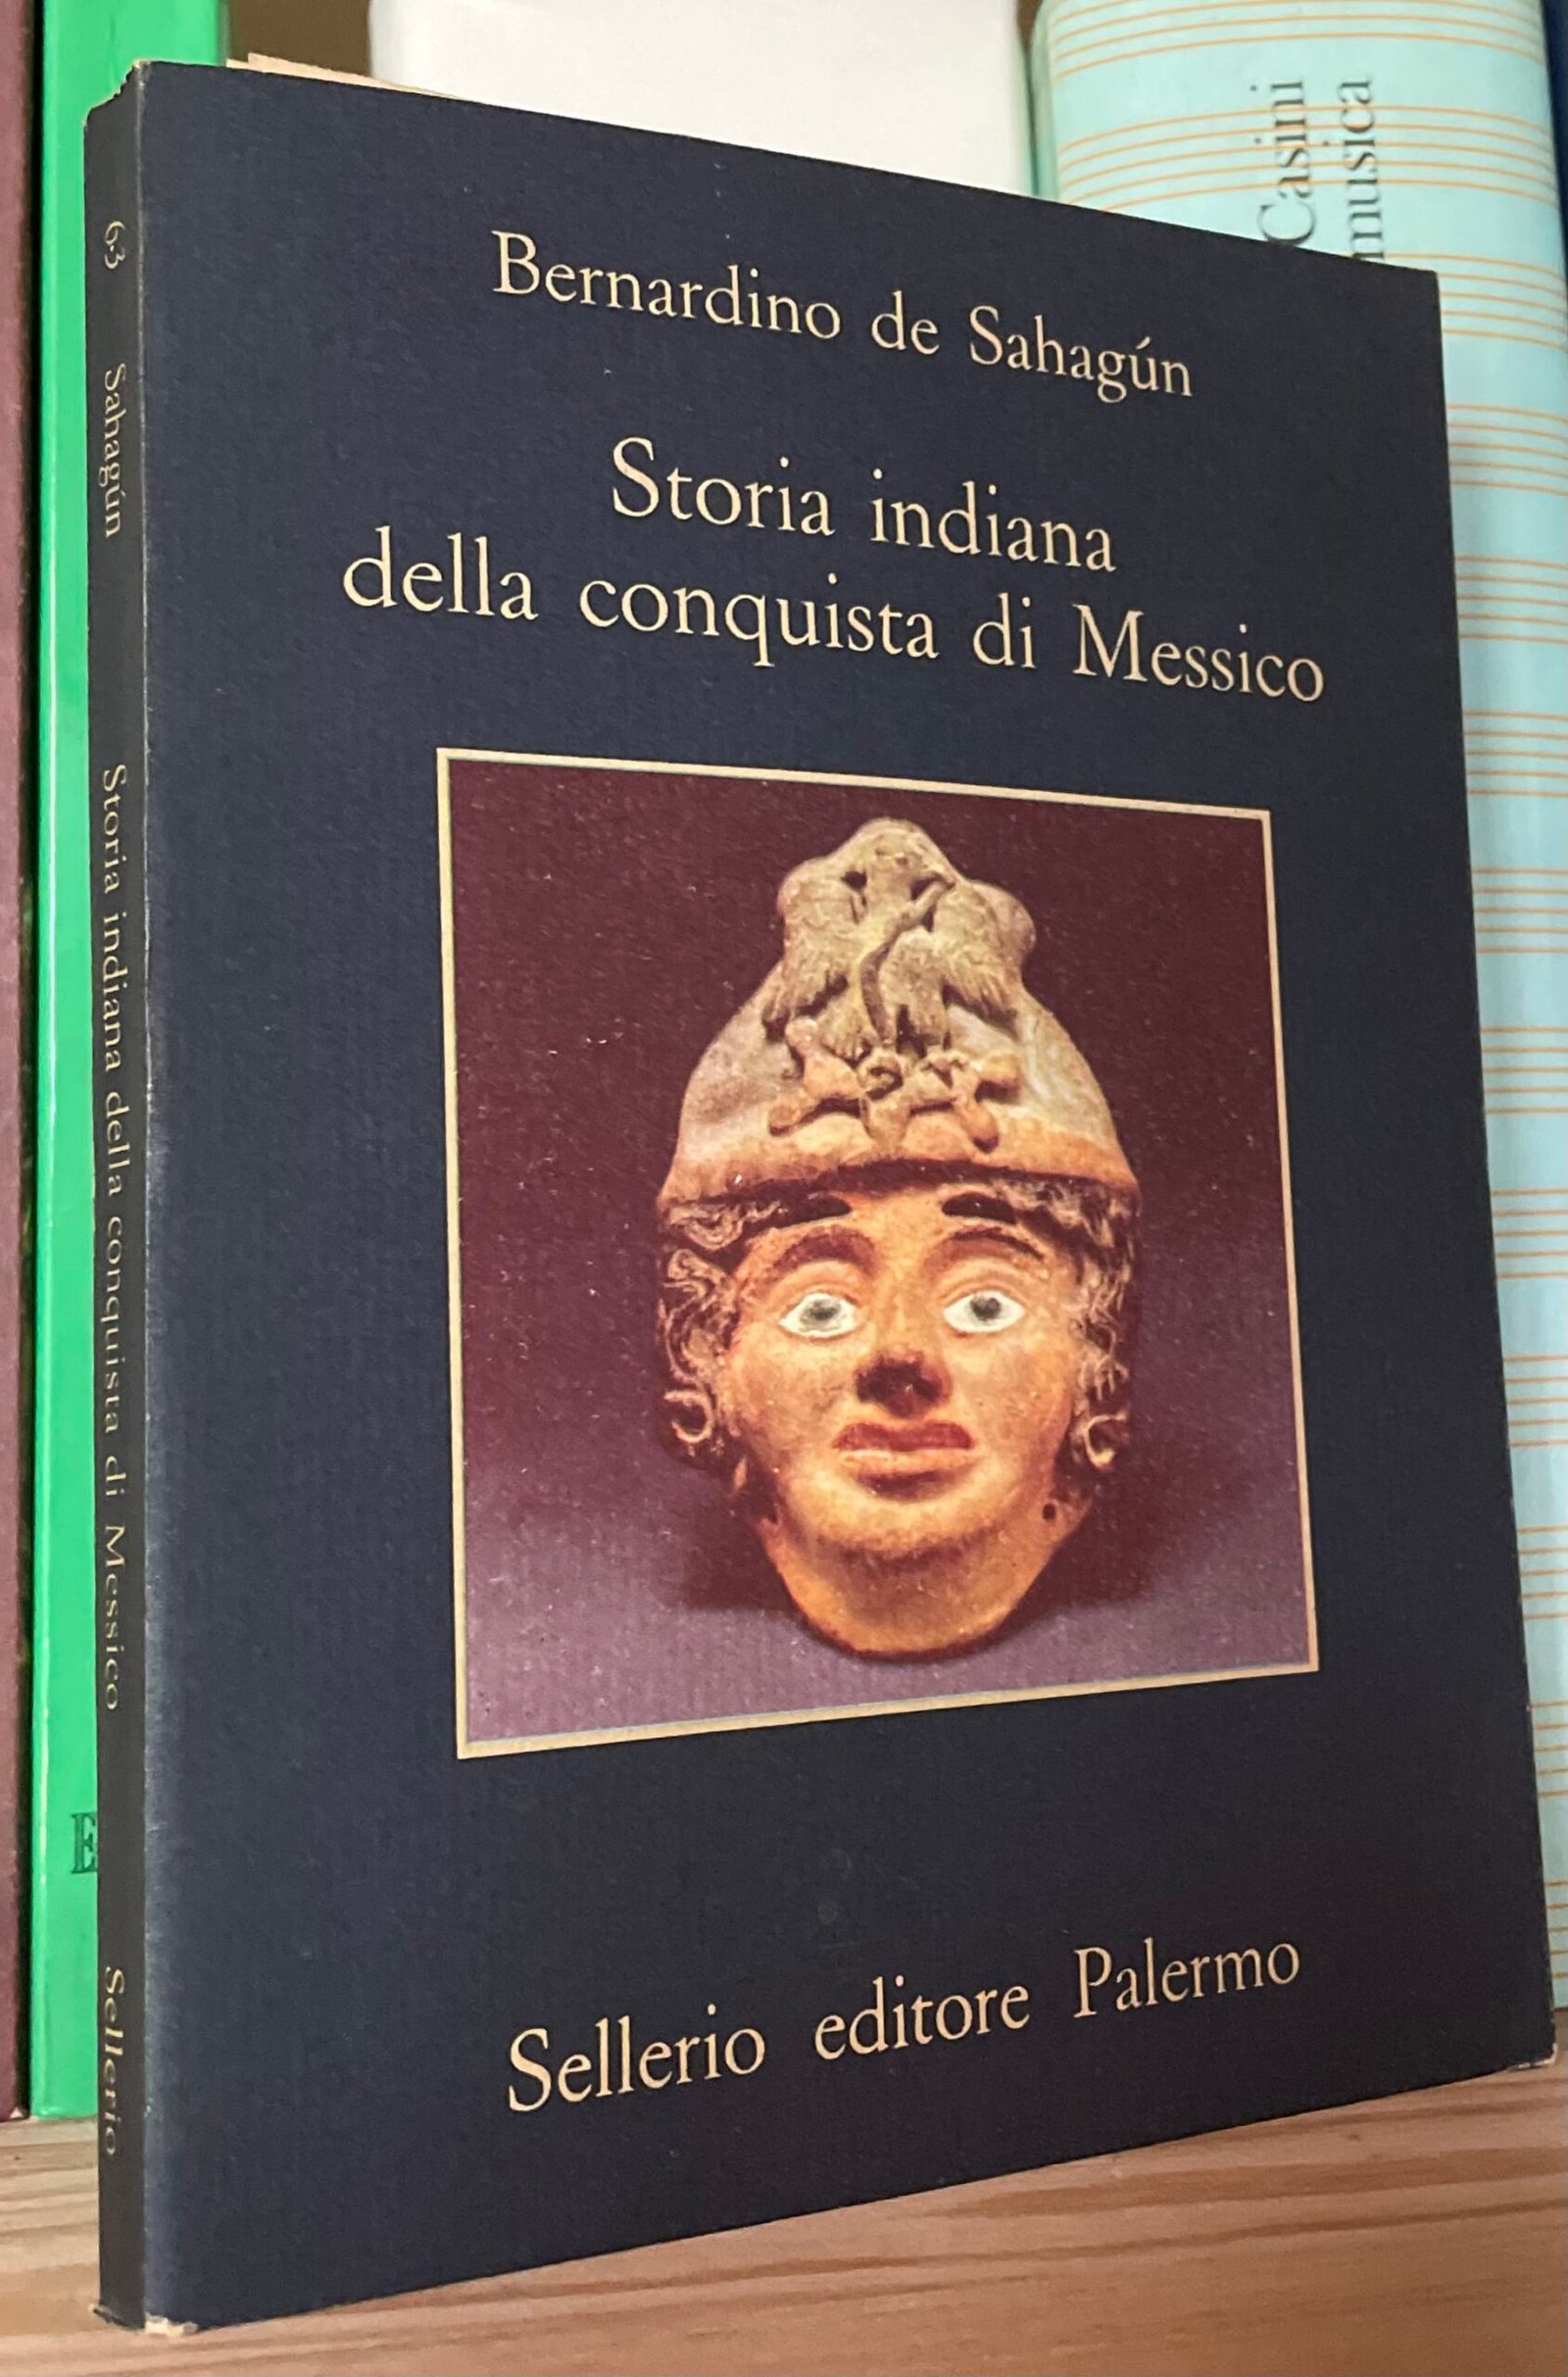 Bernardino de Sahagún
Storia indiana
della conquista di Messico
Sellerio editore Palermo
63 Sahagún Storia indiana della conquista di Messico Sellerio
Casini
musica
E